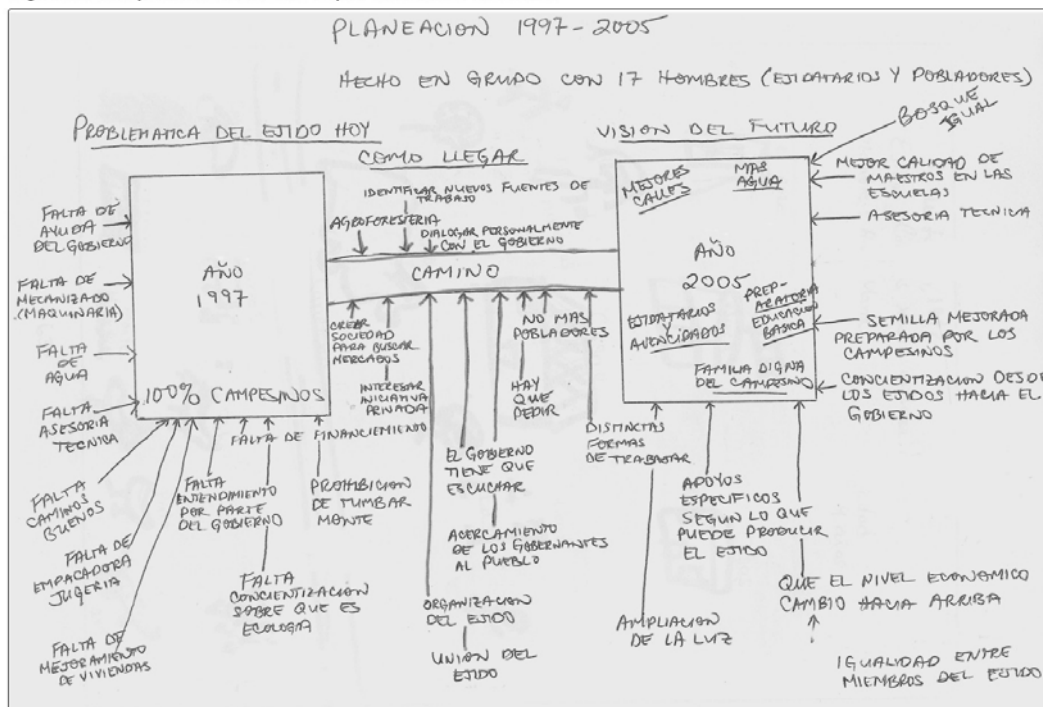 PLANEACION 1997-2005
HECHO EN GRUPO CON 17 HOMBRES (EJIDATARIOS Y POBLADORES)
PROBLEMATICA DEL EJIDO HOY
FALTA DE
AYUDA
DEL GOBIERNO
FALTA DE
MECANIZADO
(MAQUINARIA)
FALTA
DE
AGUA
FALTA
ASESORIA
TECNICA
FALTA
CAMINOS
BUENOS
FALTA DE
EMPACADORA
JUGERIA
FALTA DE
MEJORAMIENTO
DE VIVIENDAS
AÑO
1997
100% CAMPESINOS
FALTA
ENTENDIMIENTO
POR PARTE
DEL GOBIERNO
FALTA DE FINANCIEMIENTO
FALTA
CONCIENTIZACION
SOBRE QUE ES
ECOLOGIA
PROHIBICION
DE TUMBAR
MONTE
COMO LLEGAR
IDENTIFICAR NUEVOS FUENTES DE
TRABAJO
AGROFORESTERIA
DIALOGAR PERSONALMENTE
CON EL GOBIERNO
CAMINO
CREAR
SOCIEDAD
PARA BUSCAR
MERCADOS
INTERESAR
INICIATIVA
PRIVADA
ORGANIZACION
DEL EJIDO
UNION DEL
EJIDO
EL GOBIERNO
TIENE QUE
ESCUCHAR
ACERCAMIENTO
DE LOS GOBERNANTES
AL PUEBLO
HAY
QUE
PEDIR
NO MAS
POBLADORES
DISTINCTAS
FORMAS
DE TRABAJAR
VISION DEL FUTURO
MEJORES
CALLES
MAS
AGUA
AÑO
2005
EJIDATARIOS
Y
AVENCIDADOS
PREP-
ARATORIA
EDUCACION
BASICA
FAMILIA DIGNA
DEL CAMPESINO
BOSQUE
IGUAL
MEJOR CALIDAD DE
MAESTROS EN LAS
ESCUELAS
ASESORIA TECNICA
SEMILLA MEJORADA
PREPARADA POR LOS
CAMPESINOS
CONCIENTIZACION DESDE
LOS EJIDOS HACIA EL
GOBIERNO
AMPLIACION
DE LA LUZ
APOYOS
ESPECIFICOS
SEGUN LO QUE
PUEDE PRODUCIR
EL EJIDO
QUE EL NIVEL ECONOMICO
CAMBIO HACIA ARRIBA
IGUALIDAD ENTRE
MIEMBROS DEL EJIDO